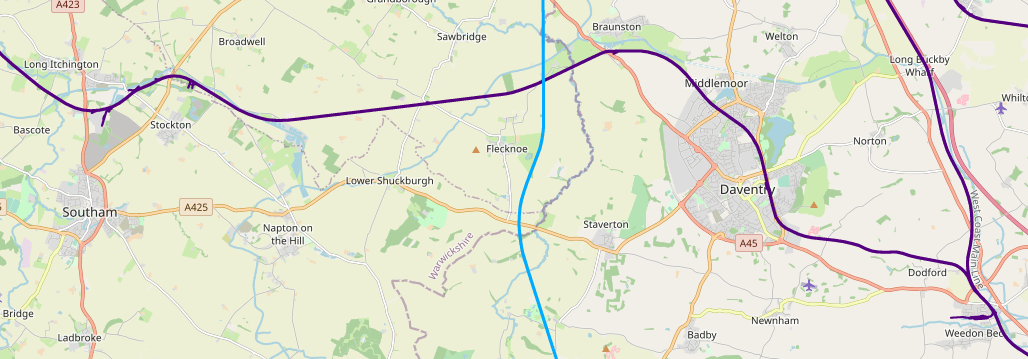 A423
Grandborough
Braunston
Sawbridge
Welton
Broadwell
Long Itchington
Long Buckby
Wharf
Middlemoor
Whilto
Stockton
Bascote
Norton
Flecknoe
Lower Shuckburgh
Daventry
A425
Southam
Staverton
Napton on
the Hill
A45
West Coast Main Line
Warwickshire
Dodford
Bridge
Newnham
Badby
Weedon Bec
Ladbroke